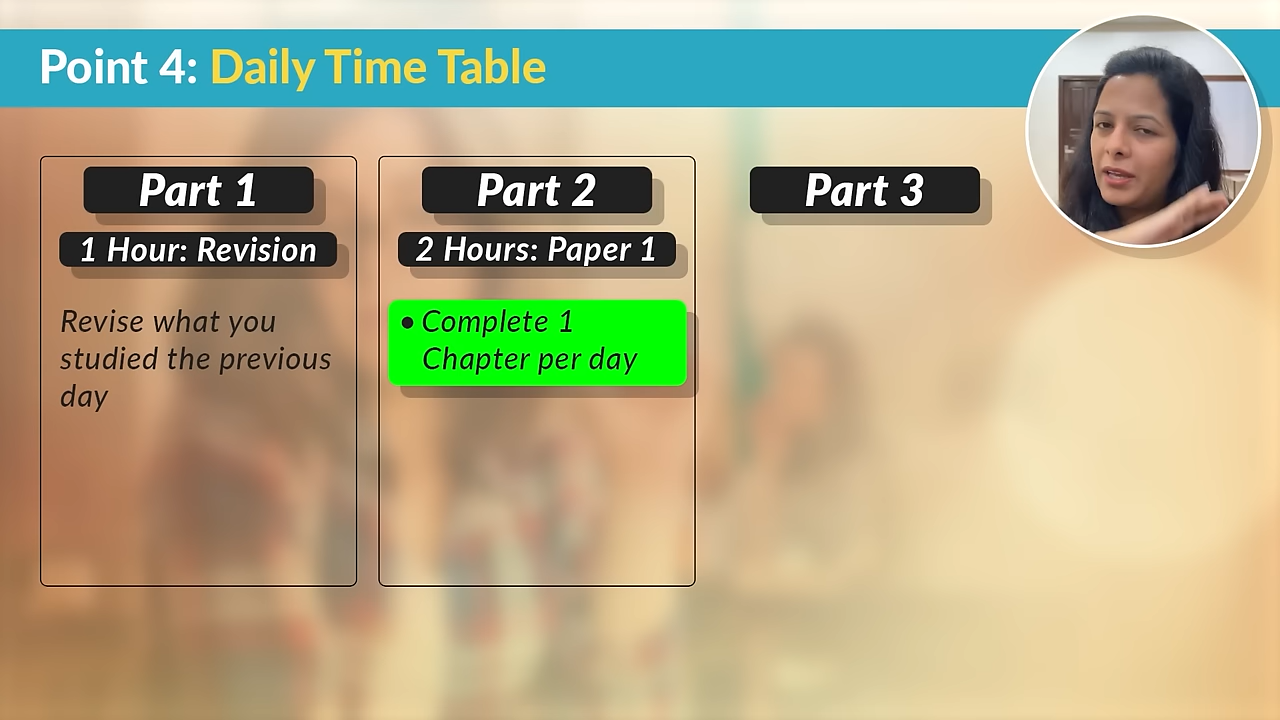 Point 4: Daily Time Table
Part 1
1 Hour: Revision
Revise what you
studied the previous
day
Part 2
2 Hours: Paper 1
• Complete 1
Chapter per day
Part 3